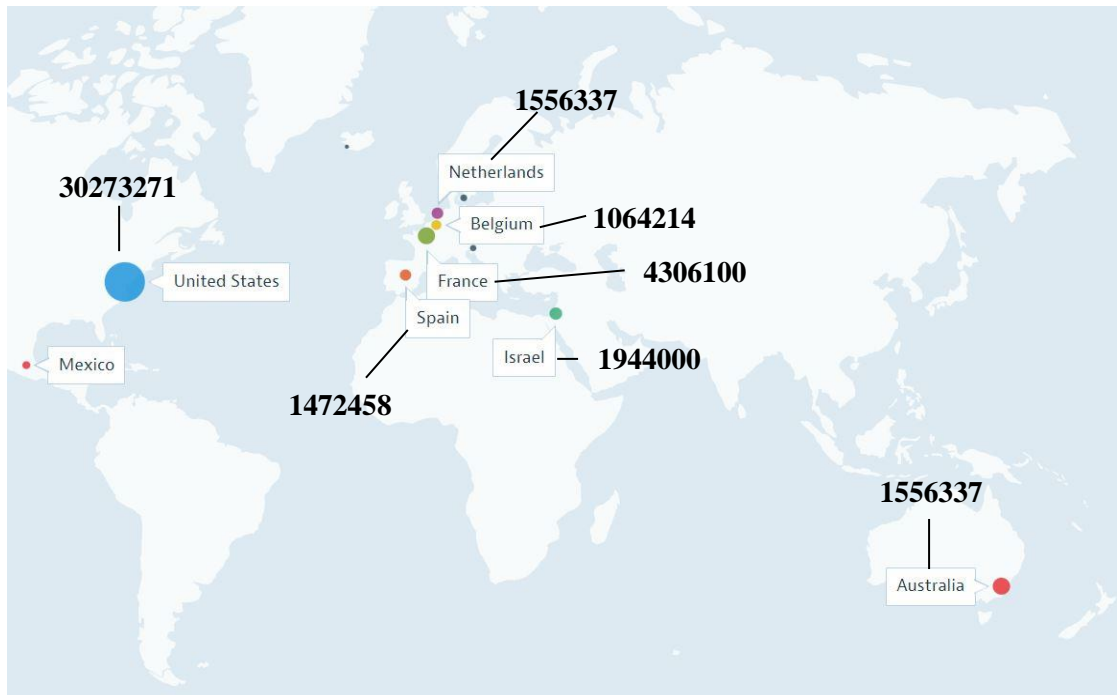 1556337
Netherlands
30273271
Belgium
1064214
United States
France
4306100
Spain
Israel
1944000
Mexico
1472458
1556337
Australia